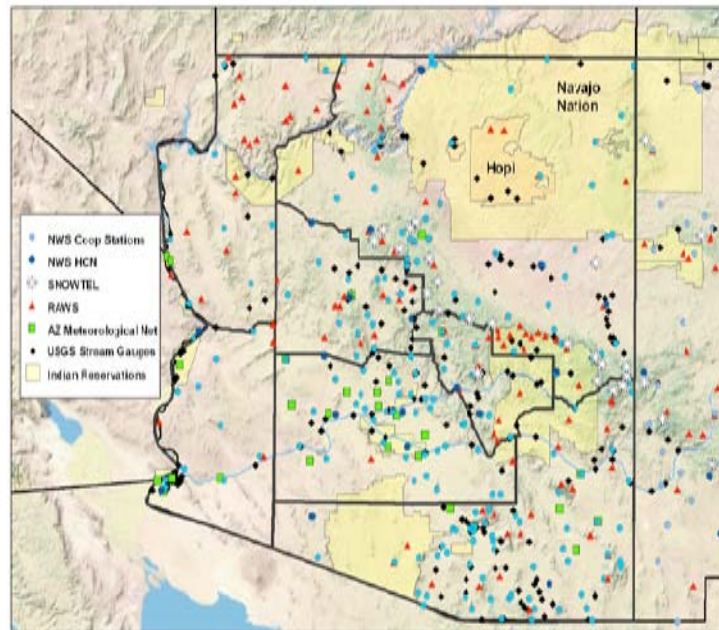 Navajo
Nation
Hopi
NWS Coop Stations
NWS HCN
SNOWTEL
RAWS
AZ Meteorological Net
USGS Stream Gauges
Indian Reservations